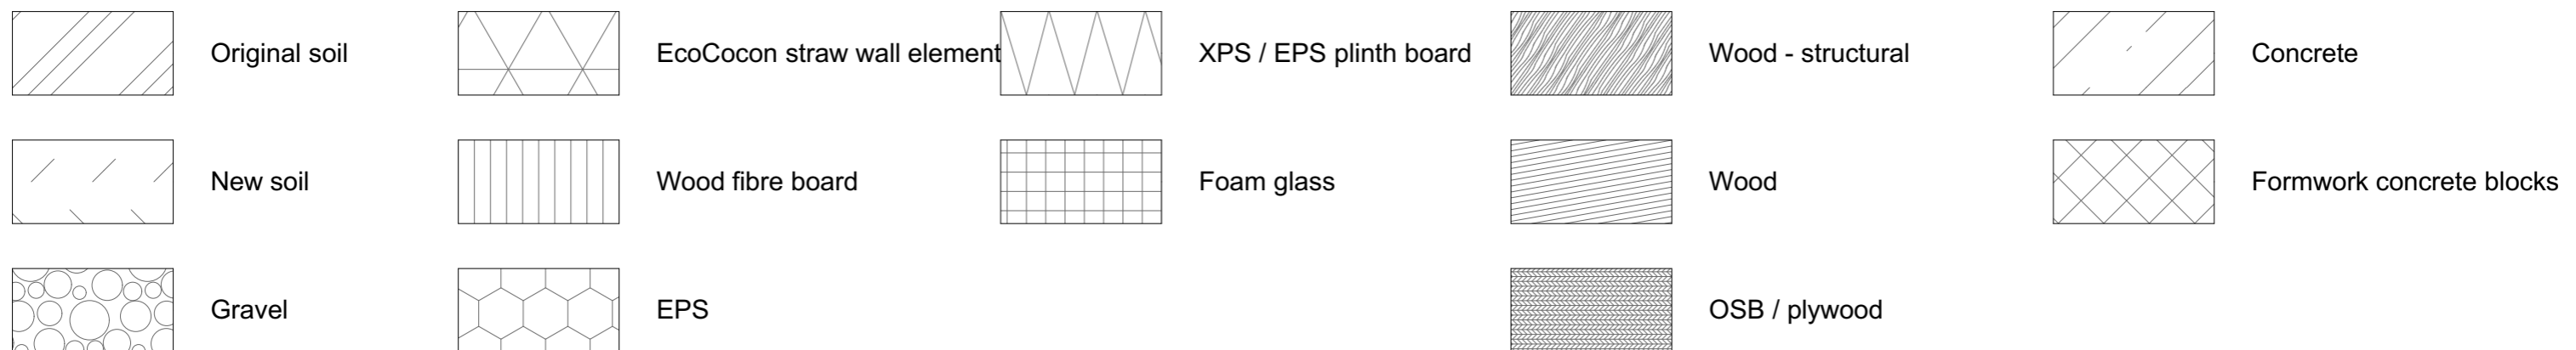 Original soil
EcoCocon straw wall element
XPS / EPS plinth board
Wood - structural
Concrete
New soil
Wood fibre board
Foam glass
Wood
Formwork concrete blocks
Gravel
EPS
OSB / plywood